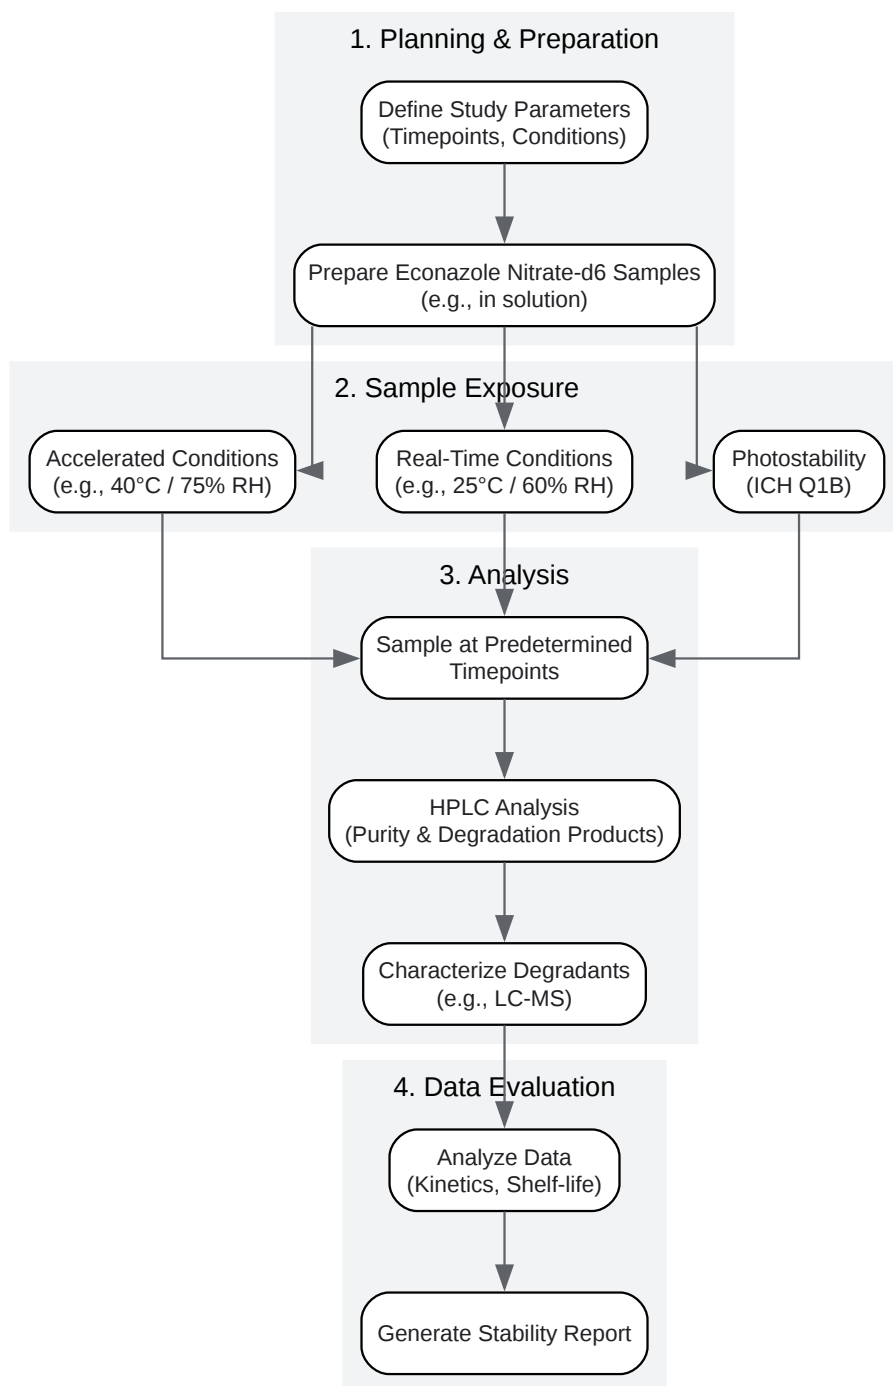 1. Planning & Preparation
Define Study Parameters
(Timepoints, Conditions)
Prepare Econazole Nitrate-d6 Samples
(e.g., in solution)
2. Sample Exposure
Accelerated Conditions
(e.g., 40°C / 75% RH)
Real-Time Conditions
(e.g., 25°C / 60% RH)
Photostability
(ICH Q1B)
3. Analysis
Sample at Predetermined
Timepoints
HPLC Analysis
(Purity & Degradation Products)
Characterize Degradants
(e.g., LC-MS)
4. Data Evaluation
Analyze Data
(Kinetics, Shelf-life)
Generate Stability Report